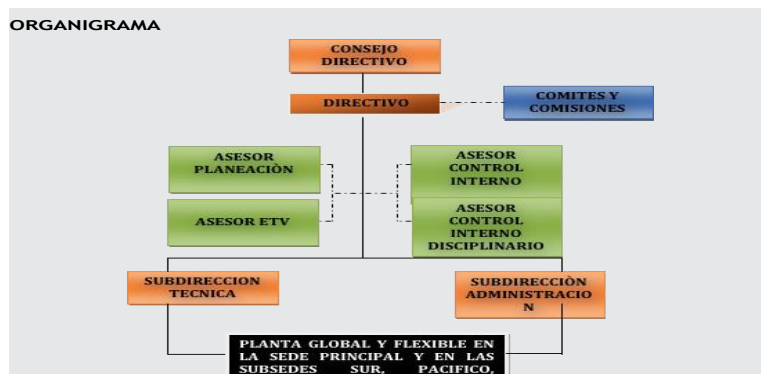 ORGANIGRAMA
CONSEJO
DIRECTIVO
DIRECTIVO
COMITES Y
COMISIONES
ASESOR
PLANEACIÒN
ASESOR
CONTROL
INTERNO
ASESOR ETV
ASESOR
CONTROL
INTERNO
DISCIPLINARIO
SUBDIRECCION
TECNICA
SUBDIRECCIÒN
ADMINISTRACIO
N
PLANTA GLOBAL Y FLEXIBLE EN
LA SEDE PRINCIPAL Y EN LAS
SUBSEDES SUR, PACIFICO,